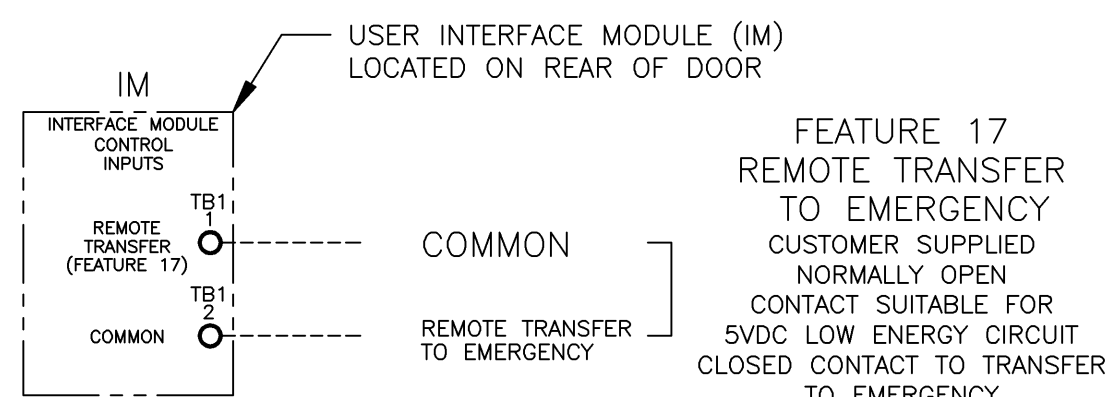 USER INTERFACE MODULE (IM)
LOCATED ON REAR OF DOOR
IM
INTERFACE MODULE
CONTROL
INPUTS
TB1
1
REMOTE
TRANSFER
(FEATURE 17)
TB1
2
COMMON
COMMON
REMOTE TRANSFER
TO EMERGENCY
FEATURE 17
REMOTE TRANSFER
TO EMERGENCY
CUSTOMER SUPPLIED
NORMALLY OPEN
CONTACT SUITABLE FOR
5VDC LOW ENERGY CIRCUIT
CLOSED CONTACT TO TRANSFER
TO EMERGENCY